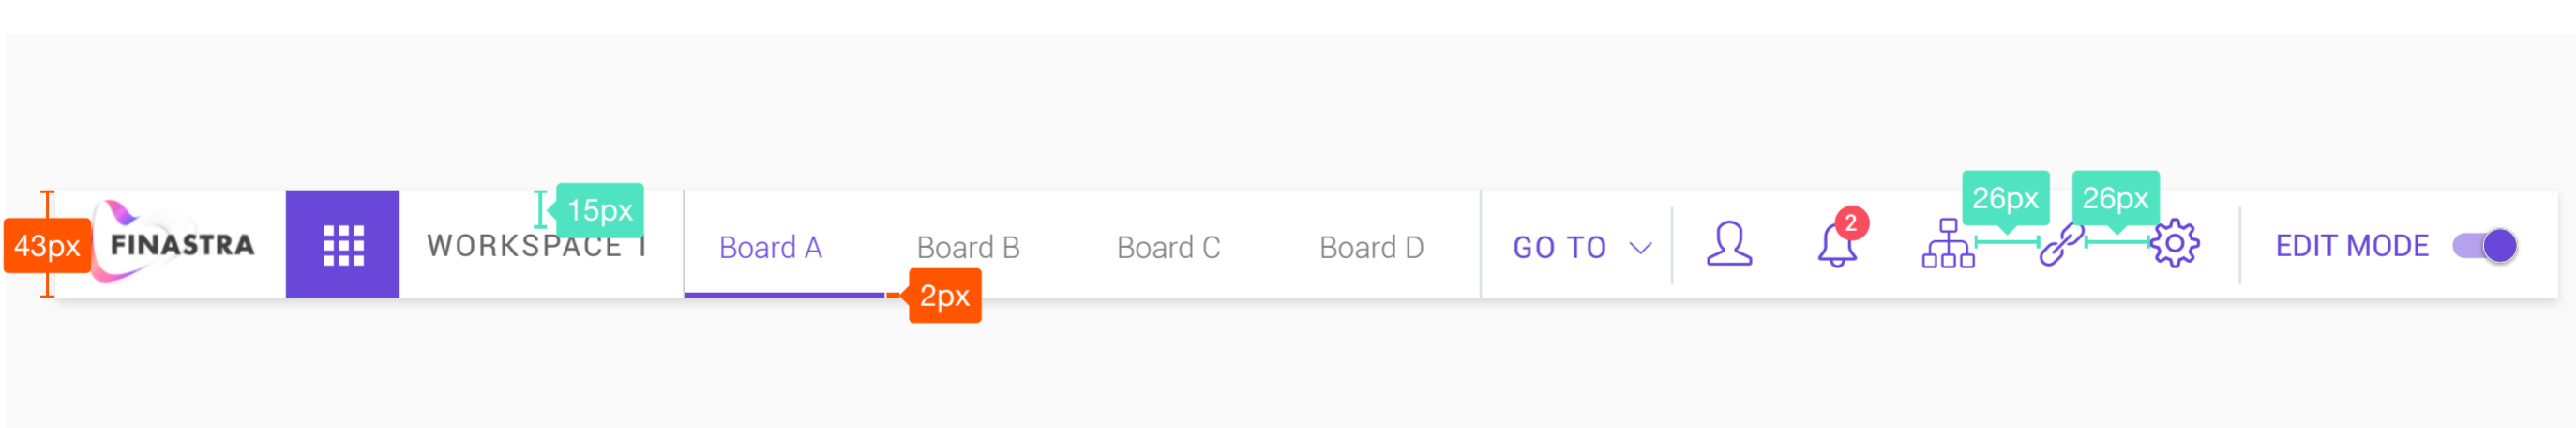 43px
FINASTRA
WORKSPACE 1
15px
Board A
2px
Board B
Board C
Board D
GO TO
2
26px
26px
EDIT MODE